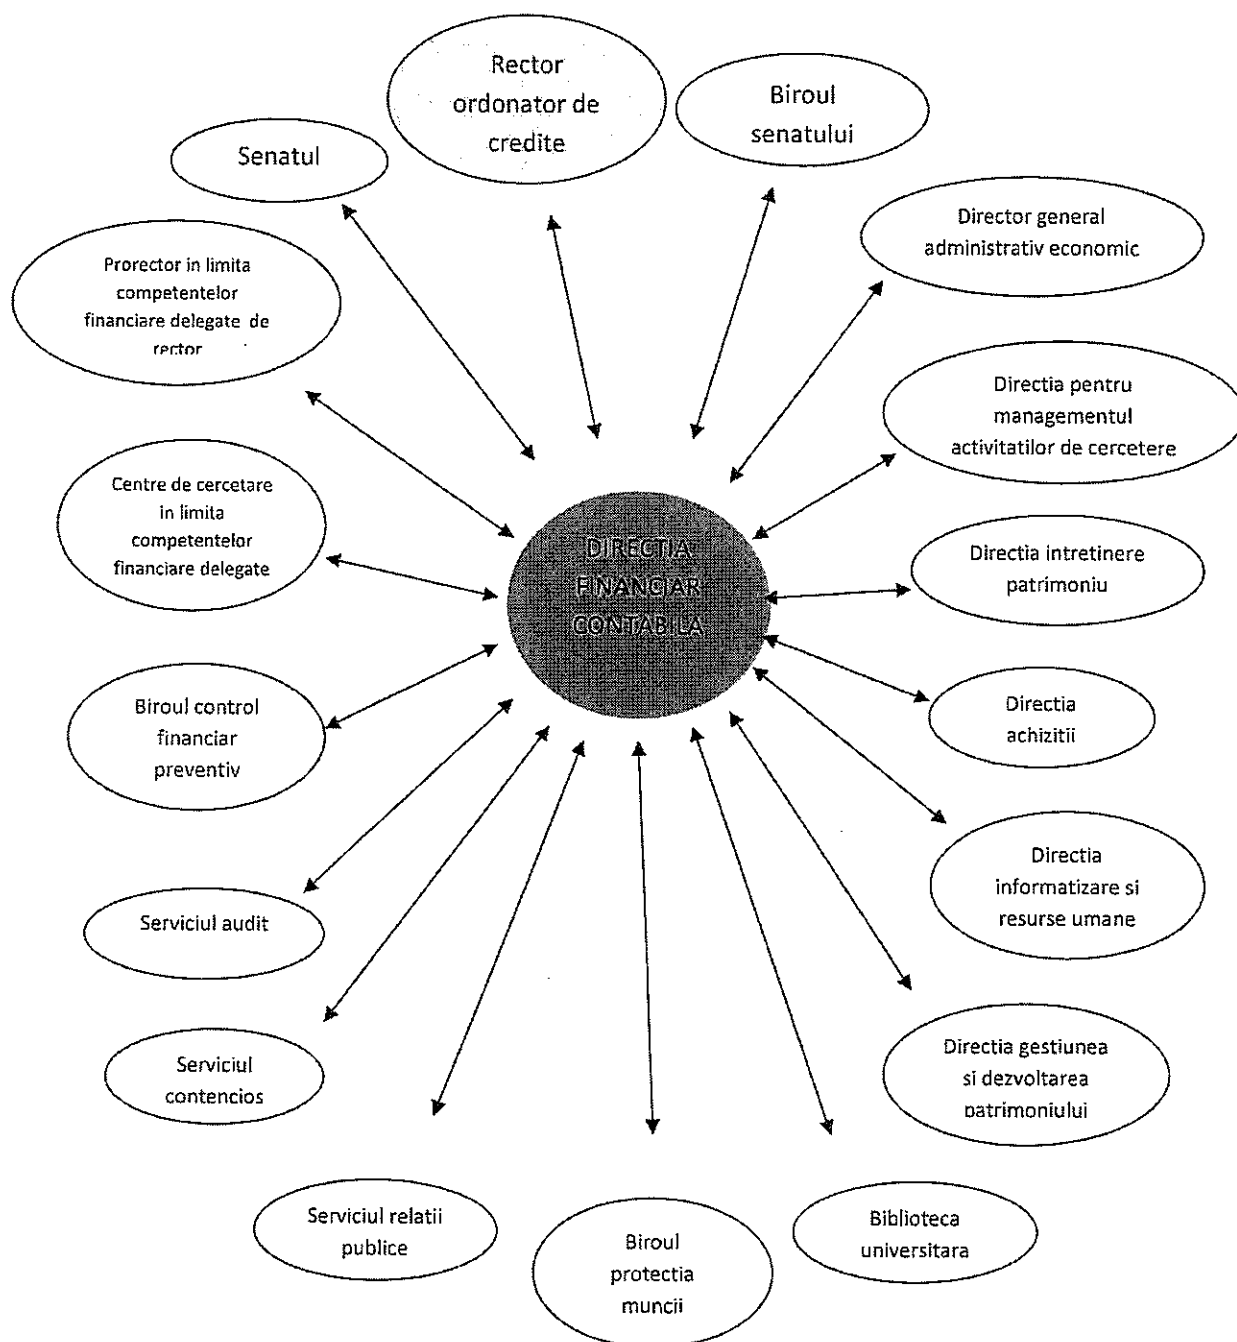 Rector
ordonator de
credite
Biroul
senatului
Senatul
Director general
administrativ economic
Prorector in limita
competentelor
financiare delegate de
rector
Directia pentru
managementul
activitatilor de cercetere
Centre de cercetare
in limita
competentelor
financiare delegate
DIRECTIA
FINANCIAR
CONTABILA
Directia intretinere
patrimoniu
Biroul control
financiar
preventiv
Directia
achizitii
Directia
informatizare si
resurse umane
Serviciul audit
Directia gestiunea
si dezvoltarea
patrimoniului
Serviciul
contencios
Serviciul relatii
publice
Biroul
protectia
muncii
Biblioteca
universitara